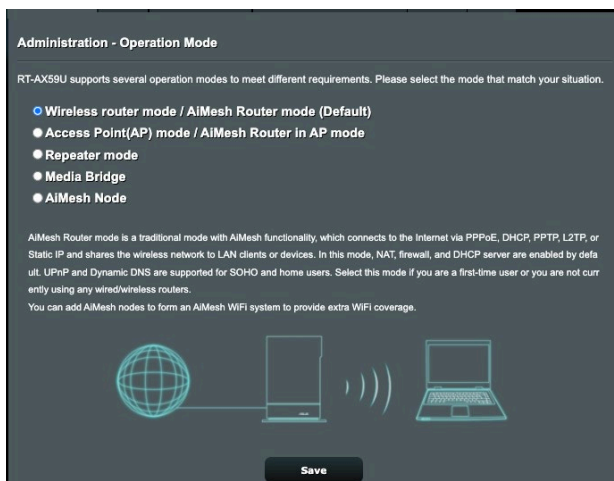 Administration - Operation Mode
RT-AX59U supports several operation modes to meet different requirements. Please select the mode that match your situation.
Wireless router mode / AiMesh Router mode (Default)
Access Point(AP) mode / AiMesh Router in AP mode
Repeater mode
Media Bridge
AiMesh Node
AiMesh Router mode is a traditional mode with AiMesh functionality, which connects to the Internet via PPPoE, DHCP, PPTP, L2TP, or
Static IP and shares the wireless network to LAN clients or devices. In this mode, NAT, firewall, and DHCP server are enabled by defa
ult. UPnP and Dynamic DNS are supported for SOHO and home users. Select this mode if you are a first-time user or you are not curr
ently using any wired/wireless routers.
You can add AiMesh nodes to form an AiMesh WiFi system to provide extra WiFi coverage.
Save